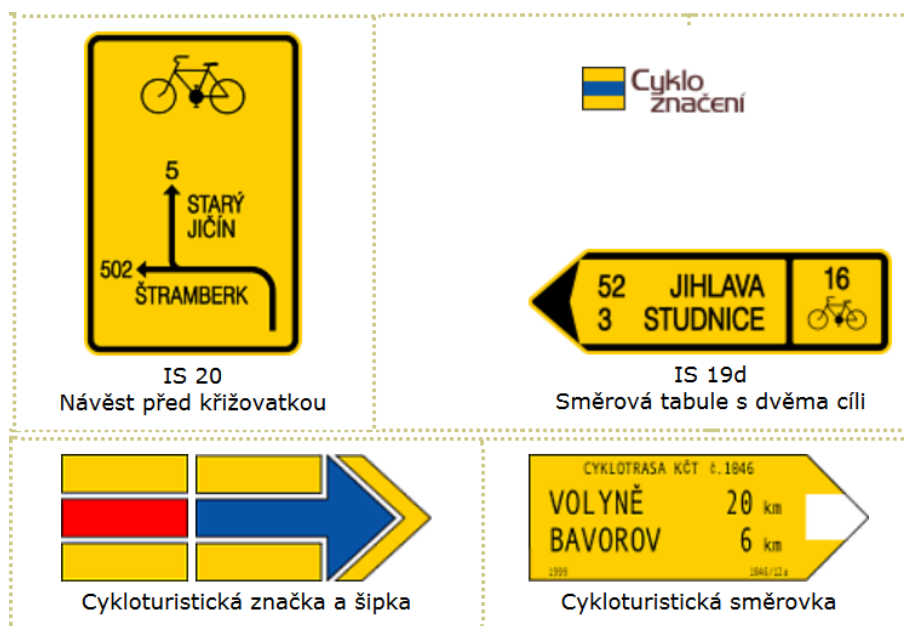 5
STARÝ
JIČÍN
502
ŠTRAMBERK
IS 20
Návěst před křižovatkou
Cyklo
značení
52 JIHLAVA 16
3 STUDNICE
IS 19d
Směrová tabule s dvěma cíli
Cykloturistická značka a šipka
CYKLOTRASA KČT č.1846
VOLYNĚ 20 km
BAVOROV 6 km
1999 1846/12a
Cykloturistická směrovka